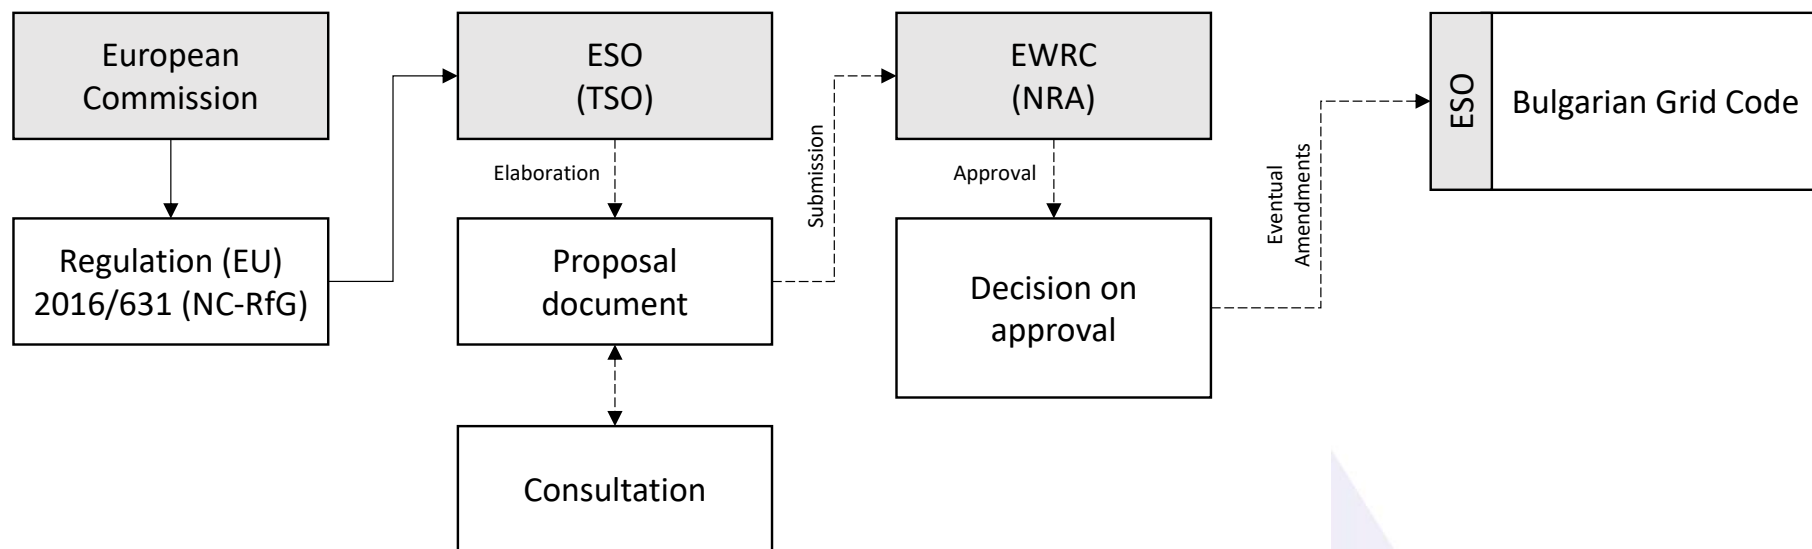 European
Commission
ESO
(TSO)
EWRC
(NRA)
ESO
Bulgarian Grid Code
Elaboration
Submission
Approval
Eventual
Amendments
Regulation (EU)
2016/631 (NC-RfG)
Proposal
document
Decision on
approval
Consultation